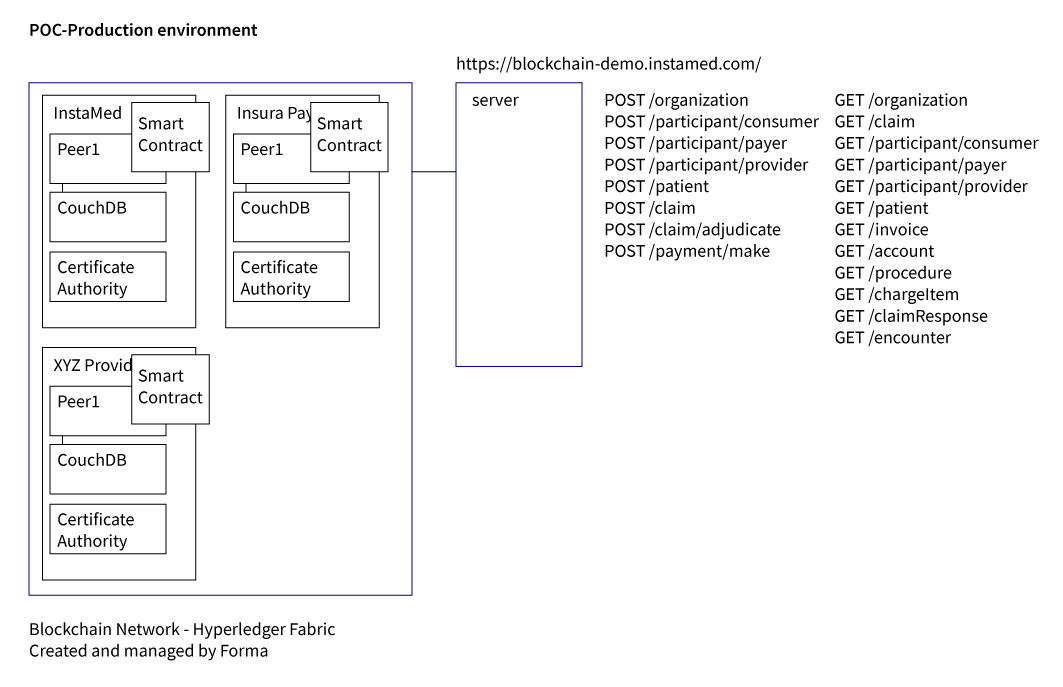 POC-Production environment
https://blockchain-demo.instamed.com/
InstaMed
Smart
Contract
Peer1
CouchDB
Certificate
Authority
Insura Pay
Smart
Contract
Peer1
CouchDB
Certificate
Authority
XYZ Provid
Smart
Contract
Peer1
CouchDB
Certificate
Authority
server
POST /organization
POST /participant/consumer
POST /participant/payer
POST /participant/provider
POST /patient
POST /claim
POST /claim/adjudicate
POST /payment/make
GET /organization
GET /claim
GET /participant/consumer
GET /participant/payer
GET /participant/provider
GET /patient
GET /invoice
GET /account
GET /procedure
GET /chargeItem
GET /claimResponse
GET /encounter
Blockchain Network - Hyperledger Fabric
Created and managed by Forma